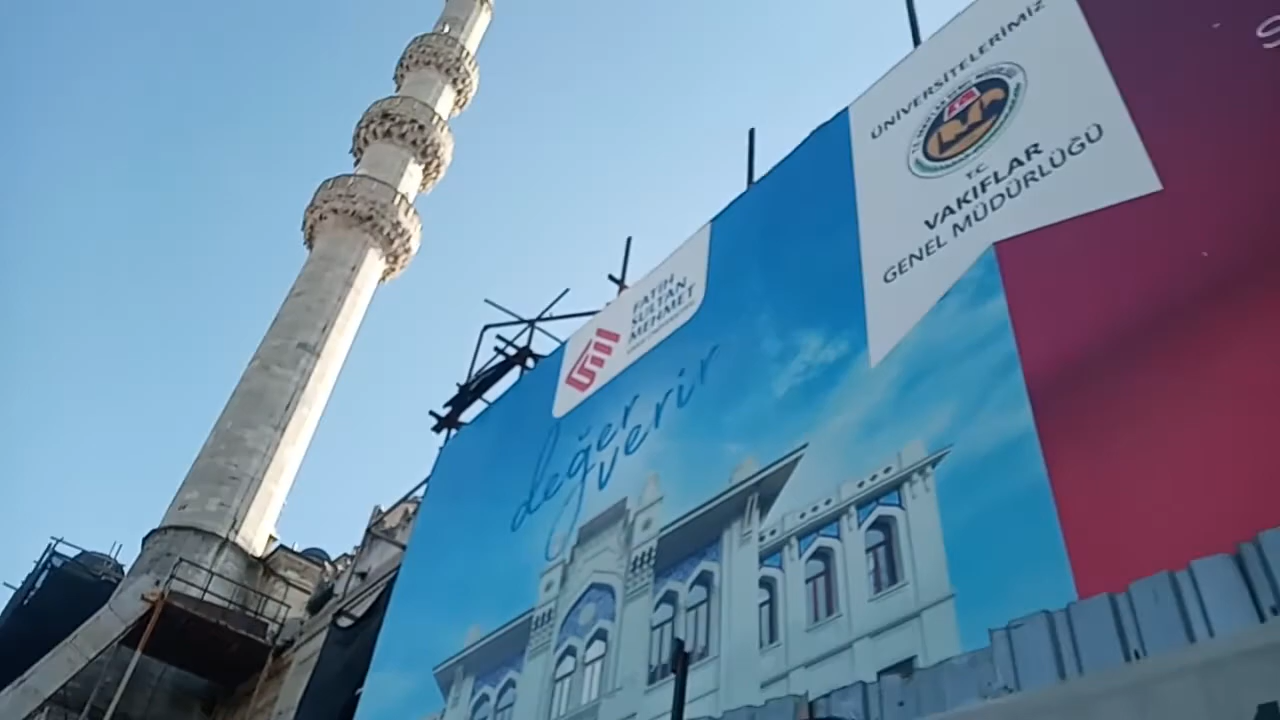 FATİH
SULTAN
MEHMET
değer
verir
ÜNİVERSİTELERİMİZ
T.C.
VAKIFLAR
GENEL MÜDÜRLÜĞÜ